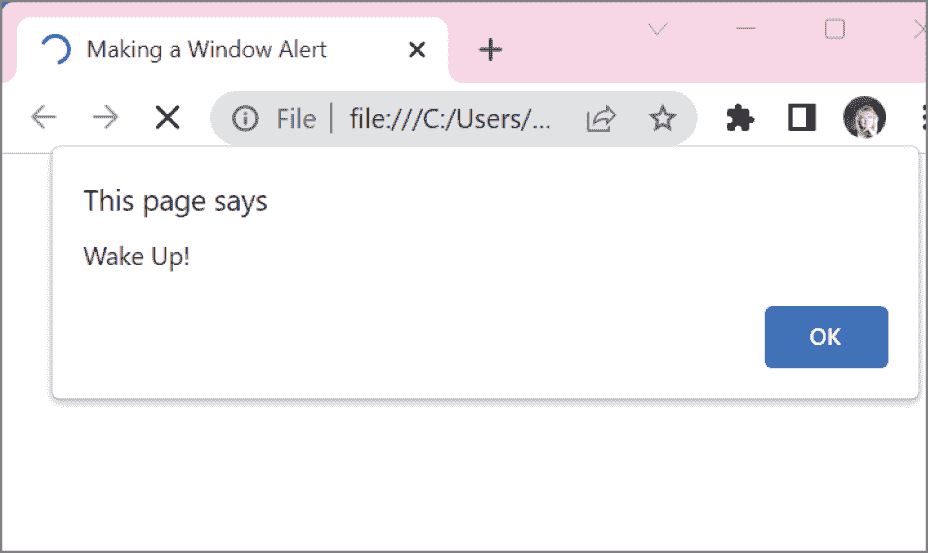 Making a Window Alert
File | file:///C:/Users/...
This page says
Wake Up!
OK